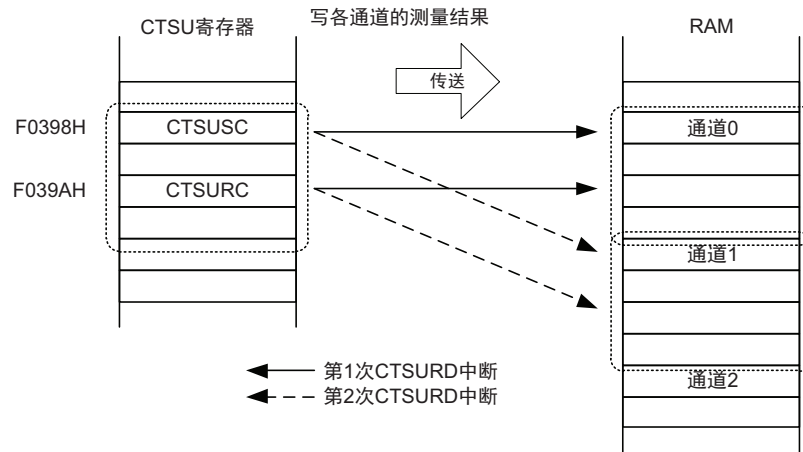 CTSU寄存器
写各通道的测量结果
RAM
传送
F0398H
CTSUSC
通道0
F039AH
CTSURC
通道1
第1次CTSURD中断
第2次CTSURD中断
通道2